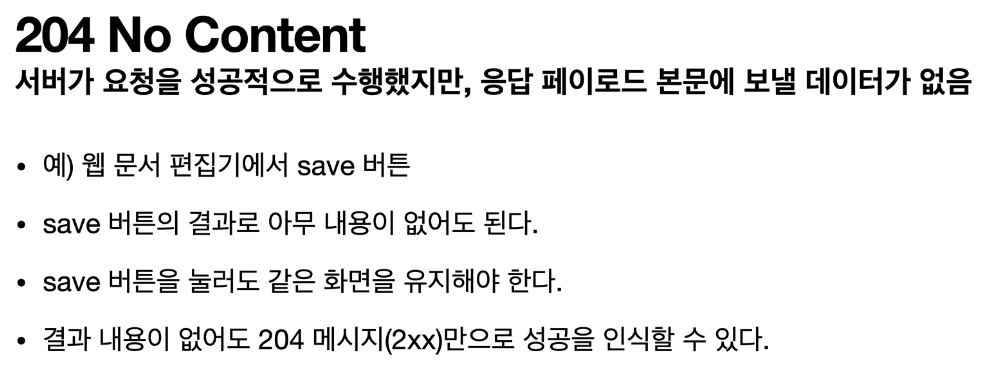 204 No Content
서버가 요청을 성공적으로 수행했지만, 응답 페이로드 본문에 보낼 데이터가 없음
• 예) 웹 문서 편집기에서 save 버튼
• save 버튼의 결과로 아무 내용이 없어도 된다.
• save 버튼을 눌러도 같은 화면을 유지해야 한다.
• 결과 내용이 없어도 204 메시지(2xx)만으로 성공을 인식할 수 있다.